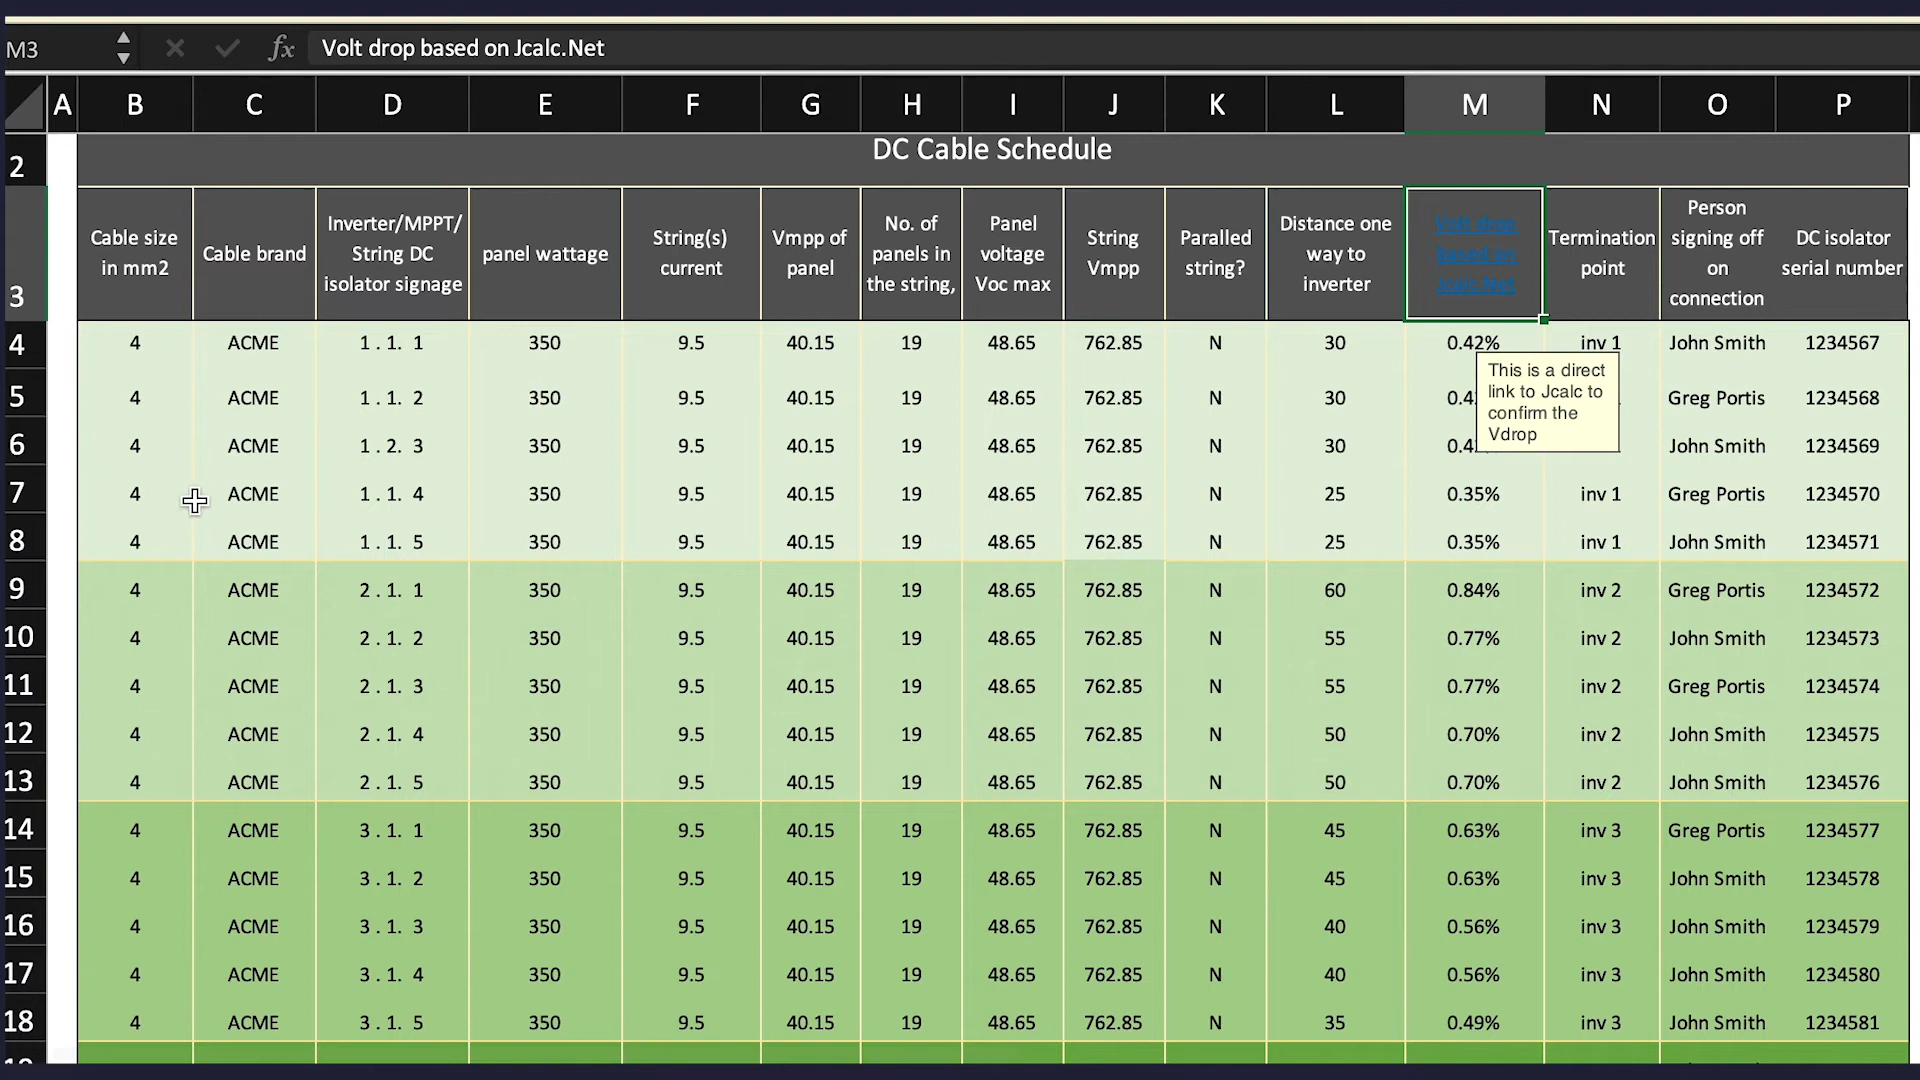 M3 fx Volt drop based on Jcalc.Net
A B C D E F G H I J K L M N O P
2 DC Cable Schedule
3
Cable size in mm2
Cable brand
Inverter/MPPT/ String DC isolator signage
panel wattage
String(s) current
Vmpp of panel
No. of panels in the string,
Panel voltage Voc max
String Vmpp
Paralled string?
Distance one way to inverter
Volt drop based on Jcalc.Net
Termination point
Person signing off on connection
DC isolator serial number
4 4 ACME 1 . 1. 1 350 9.5 40.15 19 48.65 762.85 N 30 0.42% inv 1 John Smith 1234567
This is a direct
link to Jcalc to
confirm the
Vdrop
5 4 ACME 1 . 1. 2 350 9.5 40.15 19 48.65 762.85 N 30 Greg Portis 1234568
6 4 ACME 1 . 2. 3 350 9.5 40.15 19 48.65 762.85 N 30 John Smith 1234569
7 4 ACME 1 . 1. 4 350 9.5 40.15 19 48.65 762.85 N 25 0.35% inv 1 Greg Portis 1234570
8 4 ACME 1 . 1. 5 350 9.5 40.15 19 48.65 762.85 N 25 0.35% inv 1 John Smith 1234571
9 4 ACME 2 . 1. 1 350 9.5 40.15 19 48.65 762.85 N 60 0.84% inv 2 Greg Portis 1234572
10 4 ACME 2 . 1. 2 350 9.5 40.15 19 48.65 762.85 N 55 0.77% inv 2 John Smith 1234573
11 4 ACME 2 . 1. 3 350 9.5 40.15 19 48.65 762.85 N 55 0.77% inv 2 Greg Portis 1234574
12 4 ACME 2 . 1. 4 350 9.5 40.15 19 48.65 762.85 N 50 0.70% inv 2 John Smith 1234575
13 4 ACME 2 . 1. 5 350 9.5 40.15 19 48.65 762.85 N 50 0.70% inv 2 John Smith 1234576
14 4 ACME 3 . 1. 1 350 9.5 40.15 19 48.65 762.85 N 45 0.63% inv 3 Greg Portis 1234577
15 4 ACME 3 . 1. 2 350 9.5 40.15 19 48.65 762.85 N 45 0.63% inv 3 John Smith 1234578
16 4 ACME 3 . 1. 3 350 9.5 40.15 19 48.65 762.85 N 40 0.56% inv 3 John Smith 1234579
17 4 ACME 3 . 1. 4 350 9.5 40.15 19 48.65 762.85 N 40 0.56% inv 3 John Smith 1234580
18 4 ACME 3 . 1. 5 350 9.5 40.15 19 48.65 762.85 N 35 0.49% inv 3 John Smith 1234581